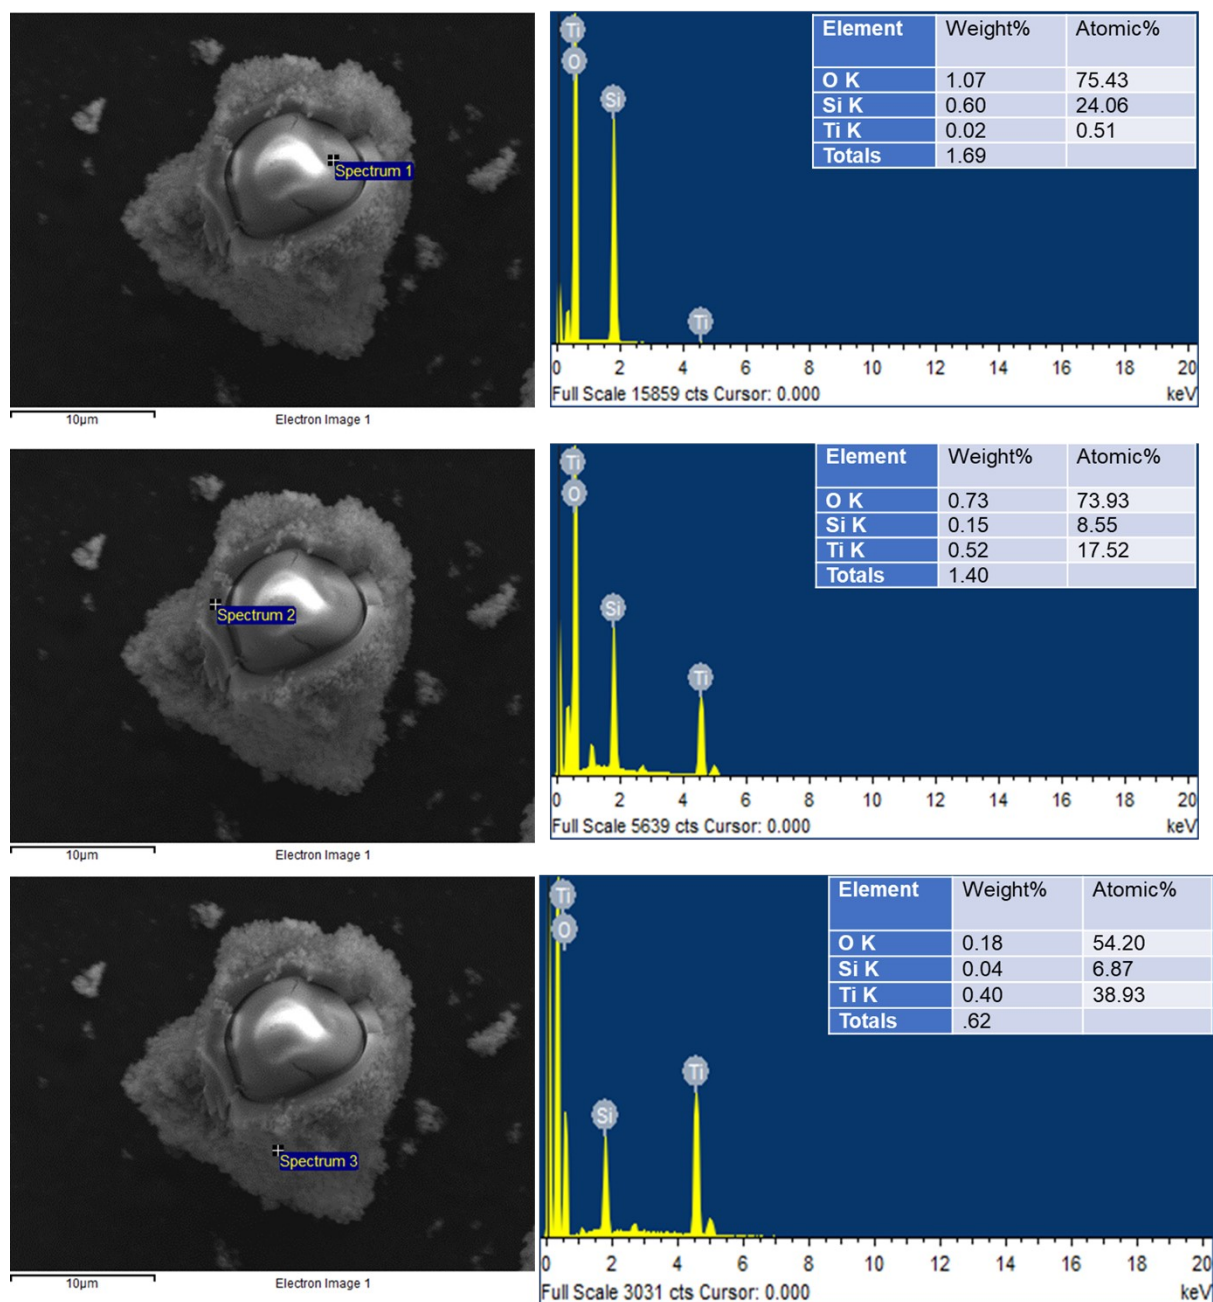 Spectrum 1
10µm
Electron Image 1
Ti
O
Si
Ti
Element Weight% Atomic%
O K 1.07 75.43
Si K 0.60 24.06
Ti K 0.02 0.51
Totals 1.69
0 2 4 6 8 10 12 14 16 18 20
Full Scale 15859 cts Cursor: 0.000
keV
Spectrum 2
10µm
Electron Image 1
Ti
O
Si
Ti
Element Weight% Atomic%
O K 0.73 73.93
Si K 0.15 8.55
Ti K 0.52 17.52
Totals 1.40
0 2 4 6 8 10 12 14 16 18 20
Full Scale 5639 cts Cursor: 0.000
keV
Spectrum 3
10µm
Electron Image 1
Ti
O
Si
Ti
Element Weight% Atomic%
O K 0.18 54.20
Si K 0.04 6.87
Ti K 0.40 38.93
Totals .62
0 2 4 6 8 10 12 14 16 18 20
Full Scale 3031 cts Cursor: 0.000
keV